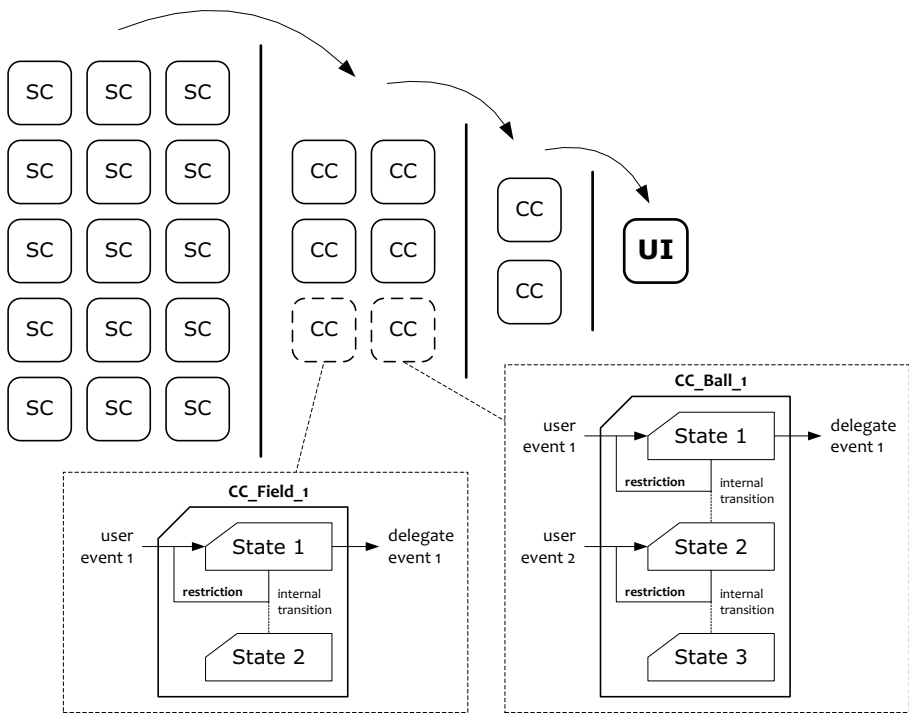 SC SC SC
SC SC SC
SC SC SC
SC SC SC
SC SC SC
CC CC
CC CC
CC CC
CC
CC
UI
CC_Field_1
user
event 1
State 1
delegate
event 1
restriction
internal
transition
State 2
CC_Ball_1
user
event 1
State 1
delegate
event 1
restriction
internal
transition
user
event 2
State 2
restriction
internal
transition
State 3